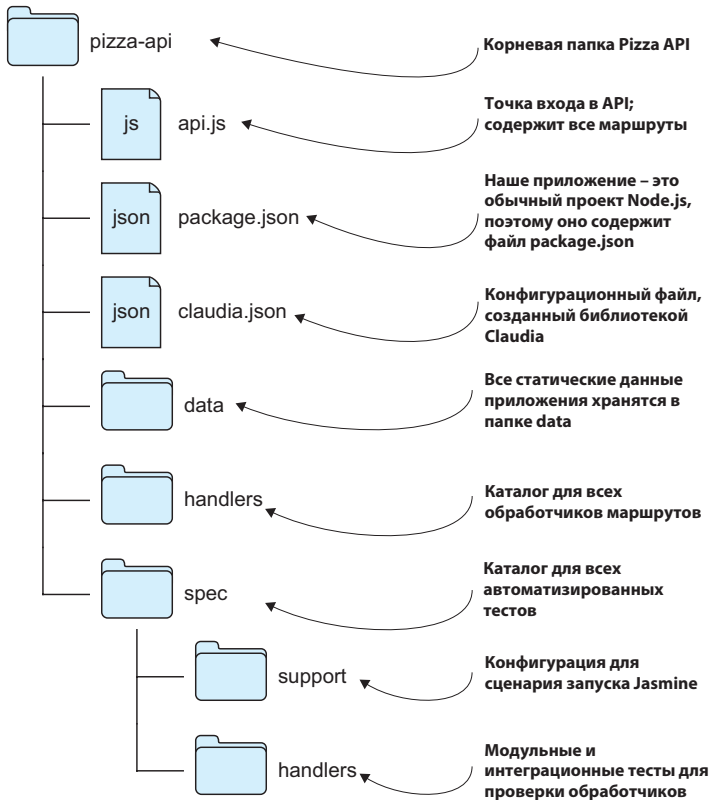 pizza-api
Корневая папка Pizza API
js
api.js
Точка входа в API;
содержит все маршруты
json
package.json
Наше приложение – это
обычный проект Node.js,
поэтому оно содержит
файл package.json
json
claudia.json
Конфигурационный файл,
созданный библиотекой
Claudia
data
Все статические данные
приложения хранятся в
папке data
handlers
Каталог для всех
обработчиков маршрутов
spec
Каталог для всех
автоматизированных
тестов
support
Конфигурация для
сценария запуска Jasmine
handlers
Модульные и
интеграционные тесты для
проверки обработчиков